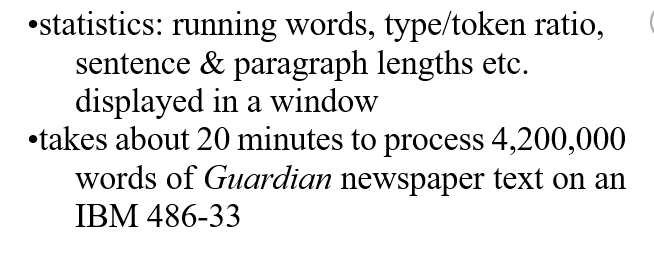 •statistics: running words, type/token ratio,
sentence & paragraph lengths etc.
displayed in a window
•takes about 20 minutes to process 4,200,000
words of Guardian newspaper text on an
IBM 486-33